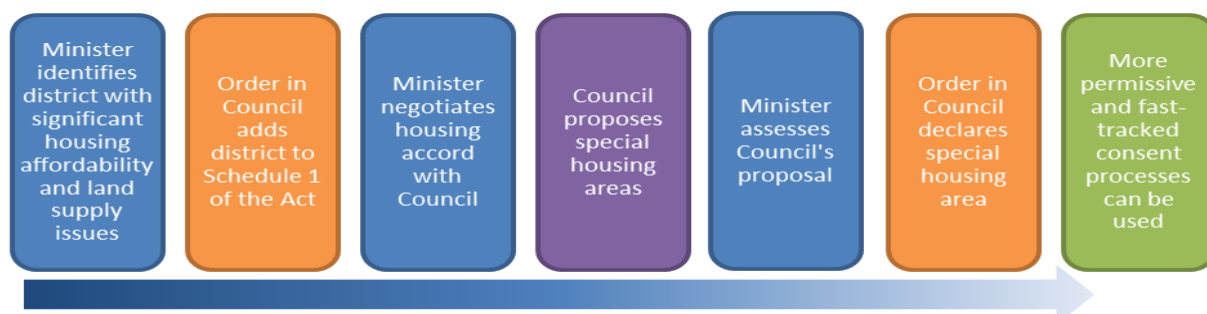 Minister
identifies
district with
significant
housing
affordability
and land
supply
issues
Order in
Council
adds
district to
Schedule 1
of the Act
Minister
negotiates
housing
accord
with
Council
Council
proposes
special
housing
areas
Minister
assesses
Council's
proposal
Order in
Council
declares
special
housing
area
More
permissive
and fast-
tracked
consent
processes
can be
used